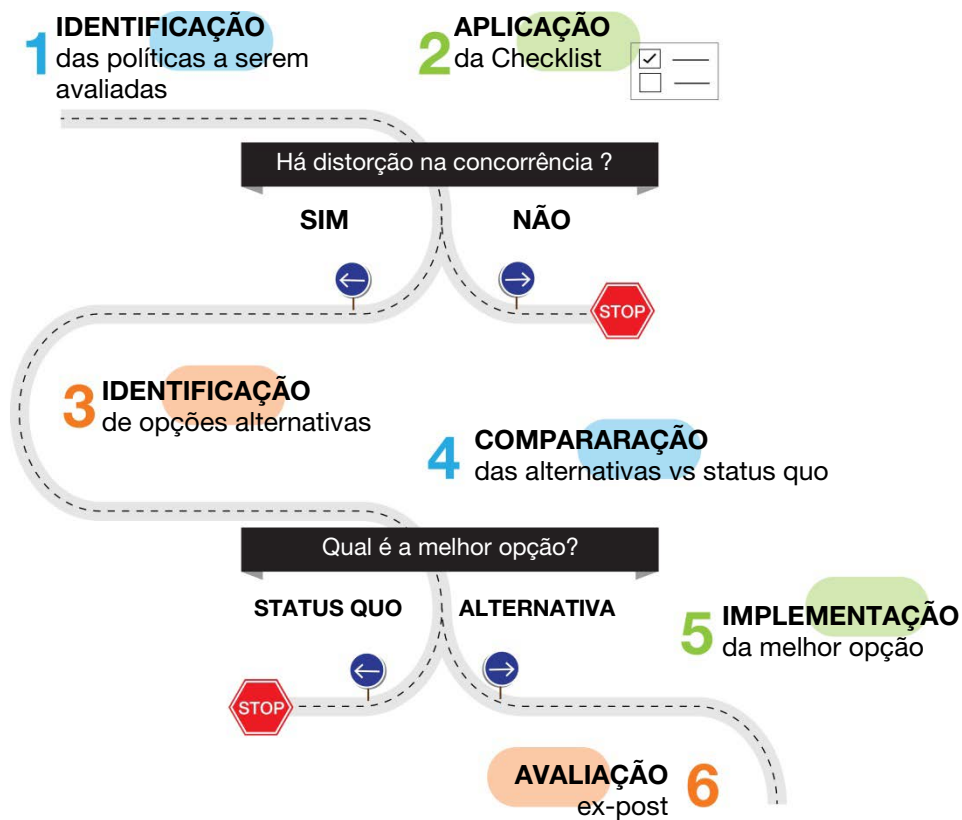 1 IDENTIFICAÇÃO
das políticas a serem
avaliadas
2 APLICAÇÃO
da Checklist
Há distorção na concorrência ?
SIM
NÃO
STOP
3 IDENTIFICAÇÃO
de opções alternativas
4 COMPARARAÇÃO
das alternativas vs status quo
Qual é a melhor opção?
STATUS QUO
ALTERNATIVA
5 IMPLEMENTAÇÃO
da melhor opção
STOP
AVALIAÇÃO 6
ex-post